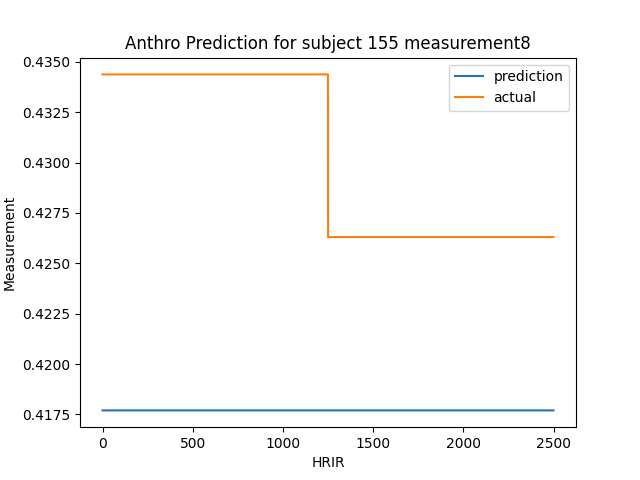 Anthro Prediction for subject 155 measurement8
0.4350
0.4325
0.4300
0.4275
0.4250
0.4225
0.4200
0.4175
Measurement
prediction
actual
0 500 1000 1500 2000 2500
HRIR